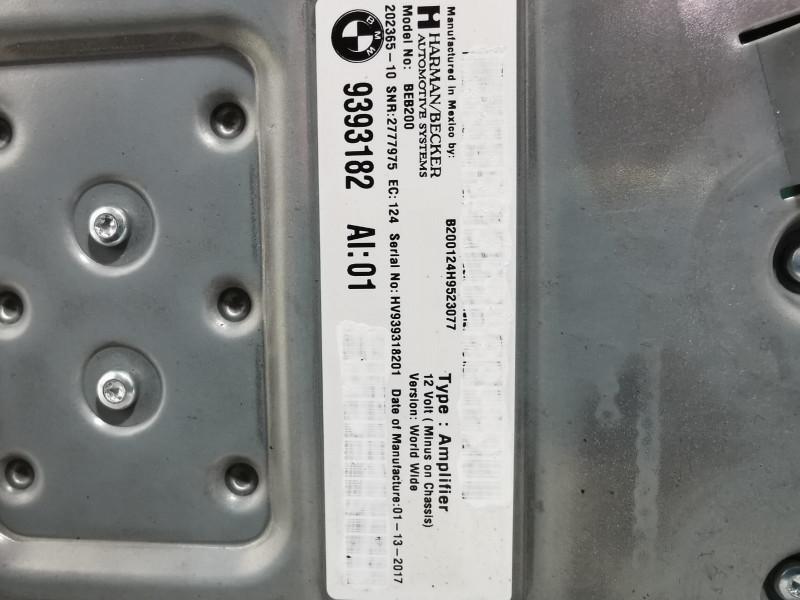 Manufactured in Mexico by:
HARMAN/BECKER
AUTOMOTIVE SYSTEMS
Model No: BEB200
202365-10 SNR:2777975 EC: 124 Serial No: HV939318201 Date of Manufacture:01-13-2017
B200124H9523077
Type : Amplifier
12 Volt ( Minus on Chassis)
Version: World Wide
BMW
9393182 AI:01